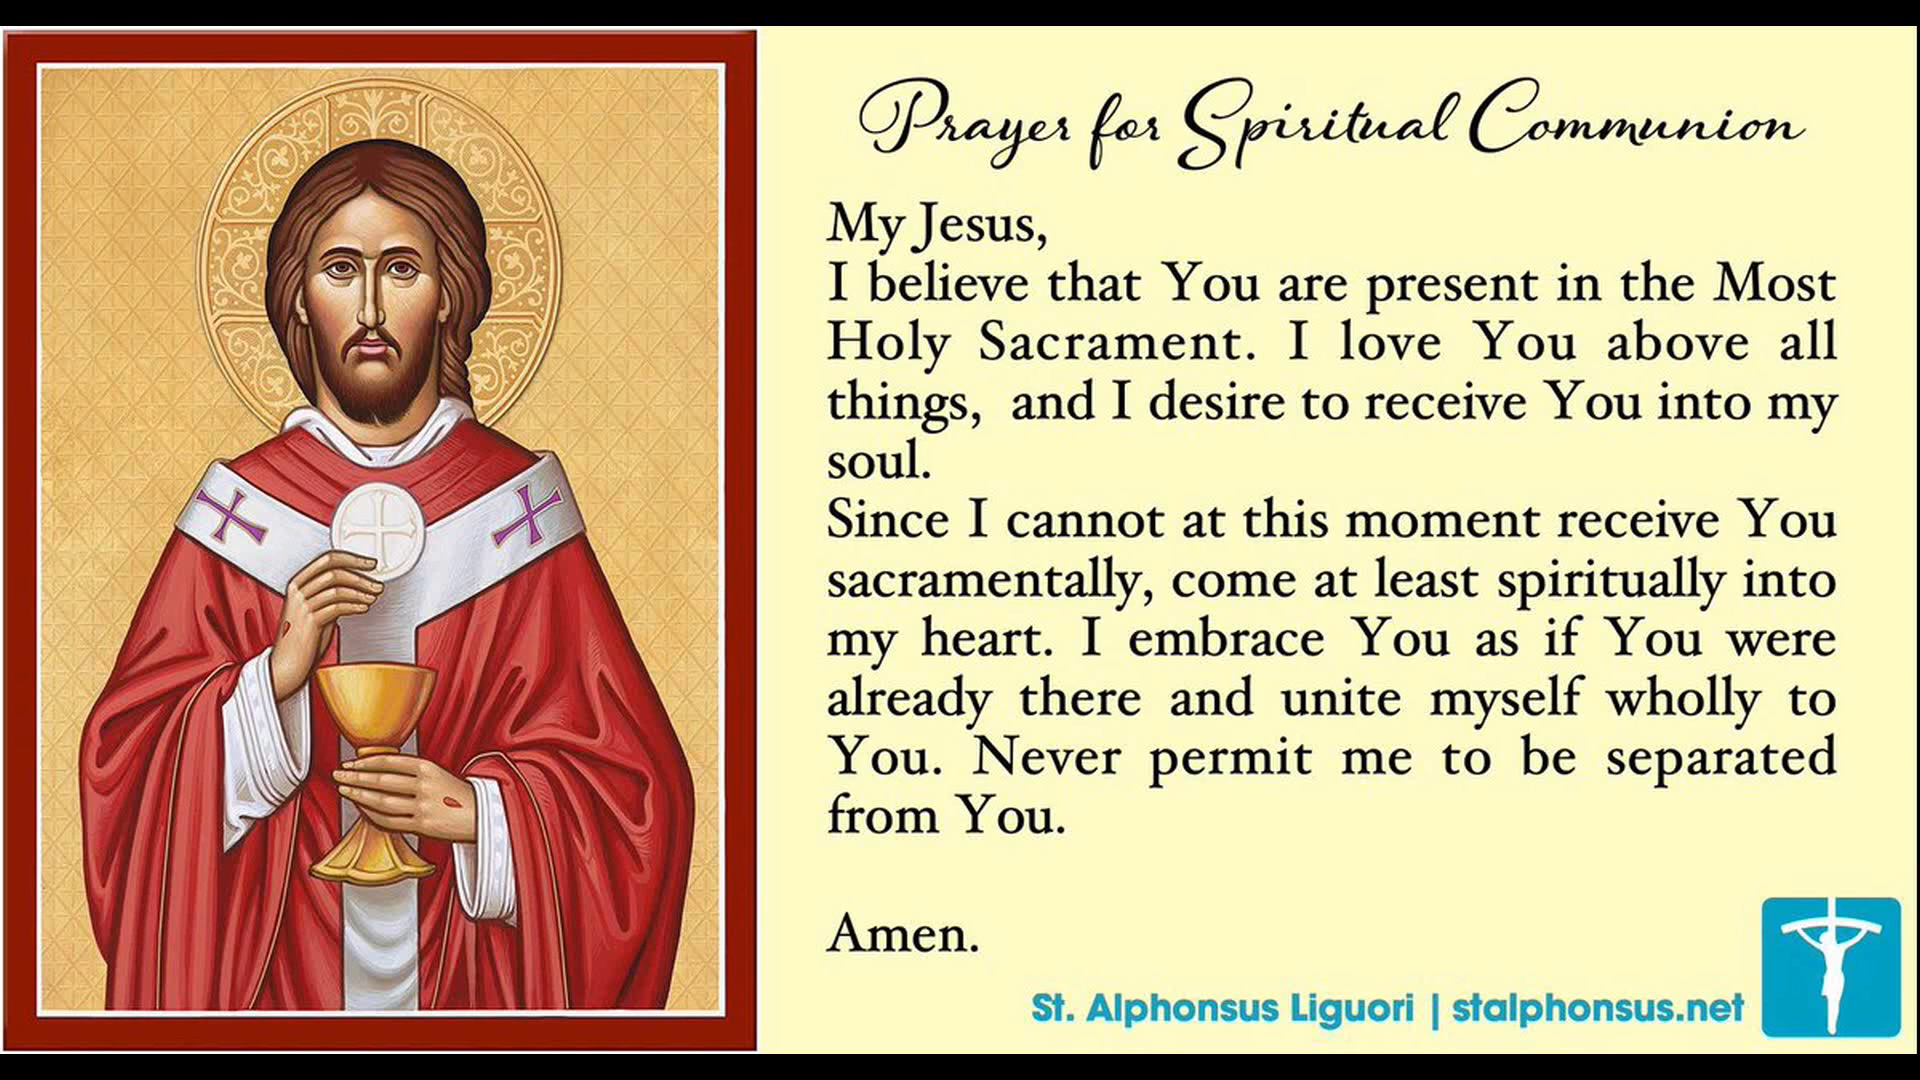 Prayer for Spiritual Communion
My Jesus,
I believe that You are present in the Most
Holy Sacrament. I love You above all
things, and I desire to receive You into my
soul.
Since I cannot at this moment receive You
sacramentally, come at least spiritually into
my heart. I embrace You as if You were
already there and unite myself wholly to
You. Never permit me to be separated
from You.
Amen.
St. Alphonsus Liguori | stalphonsus.net